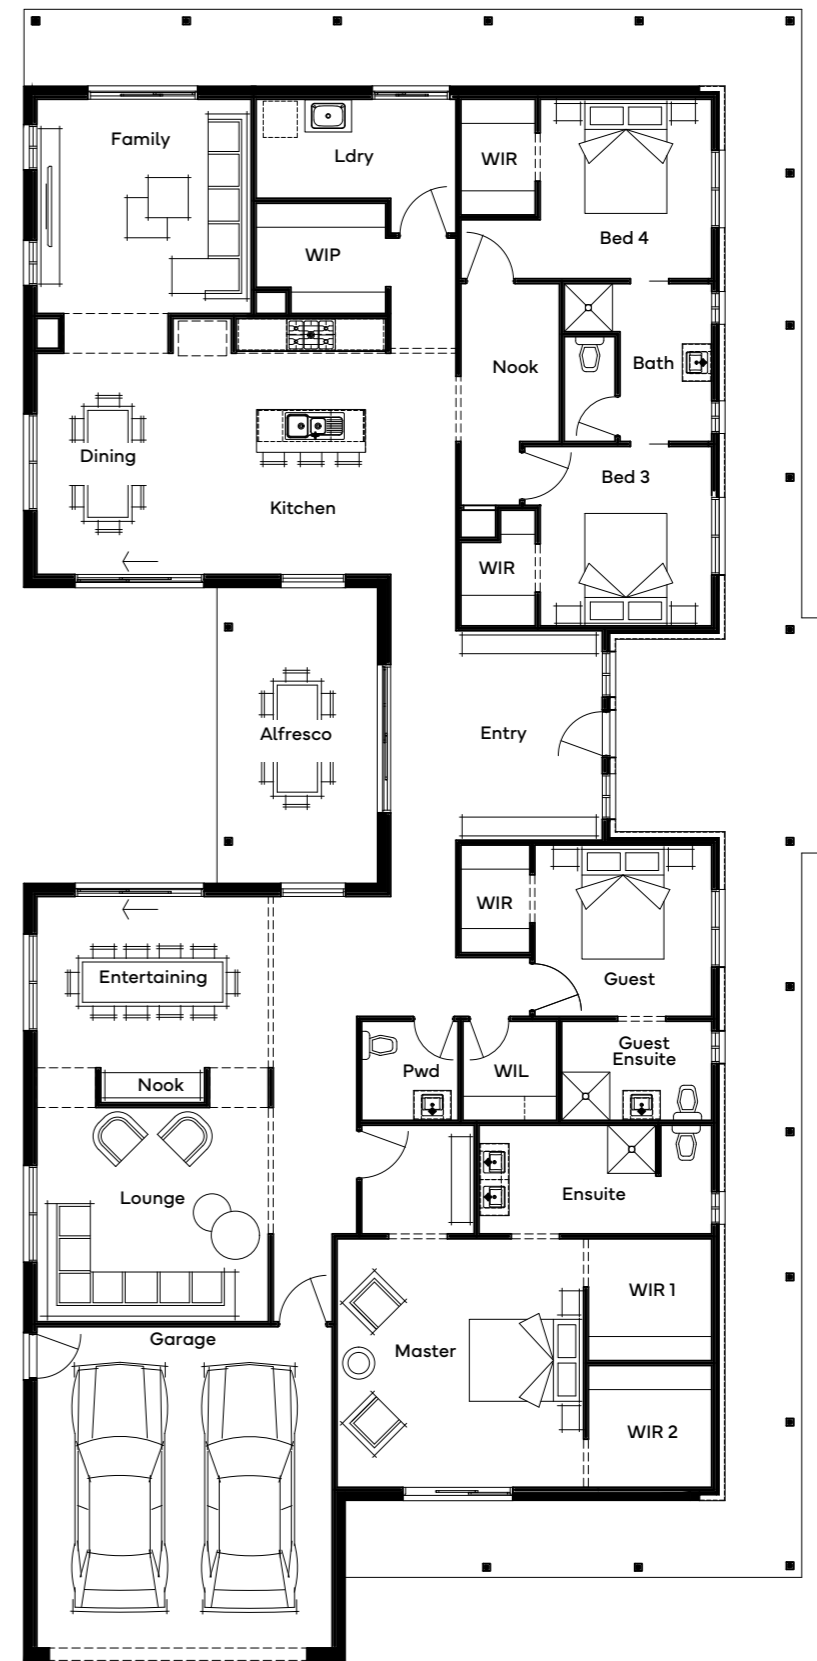 Family
Ldry
WIR
WIP
Bed 4
Nook
Bath
Dining
Kitchen
Bed 3
WIR
Alfresco
Entry
WIR
Entertaining
Guest
Nook
Pwd
WIL
Guest
Ensuite
Lounge
Ensuite
WIR 1
Garage
Master
WIR 2